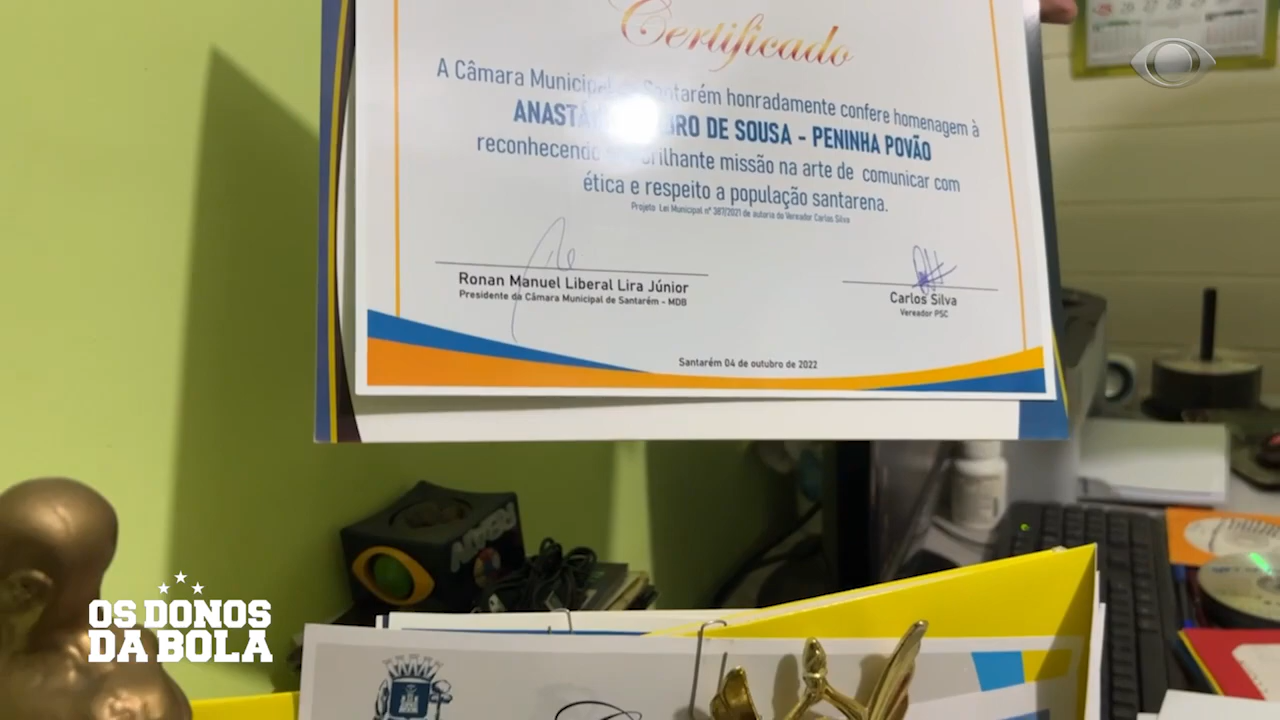 Certificado
A Câmara Municipal Santarém honradamente confere homenagem à
DE SOUSA - PENINHA POVÃO
reconhecendo brilhante missão na arte de comunicar com
ética e respeito a população santarena.
Projeto Lei Municipal nº 387/2021 de autoria do Vereador Carlos Silva
Ronan Manuel Liberal Lira Júnior
Presidente da Câmara Municipal de Santarém - MDB
Carlos Silva
Vereador PSC
Santarém 04 de outubro de 2022
OS DONOS
DA BOLA